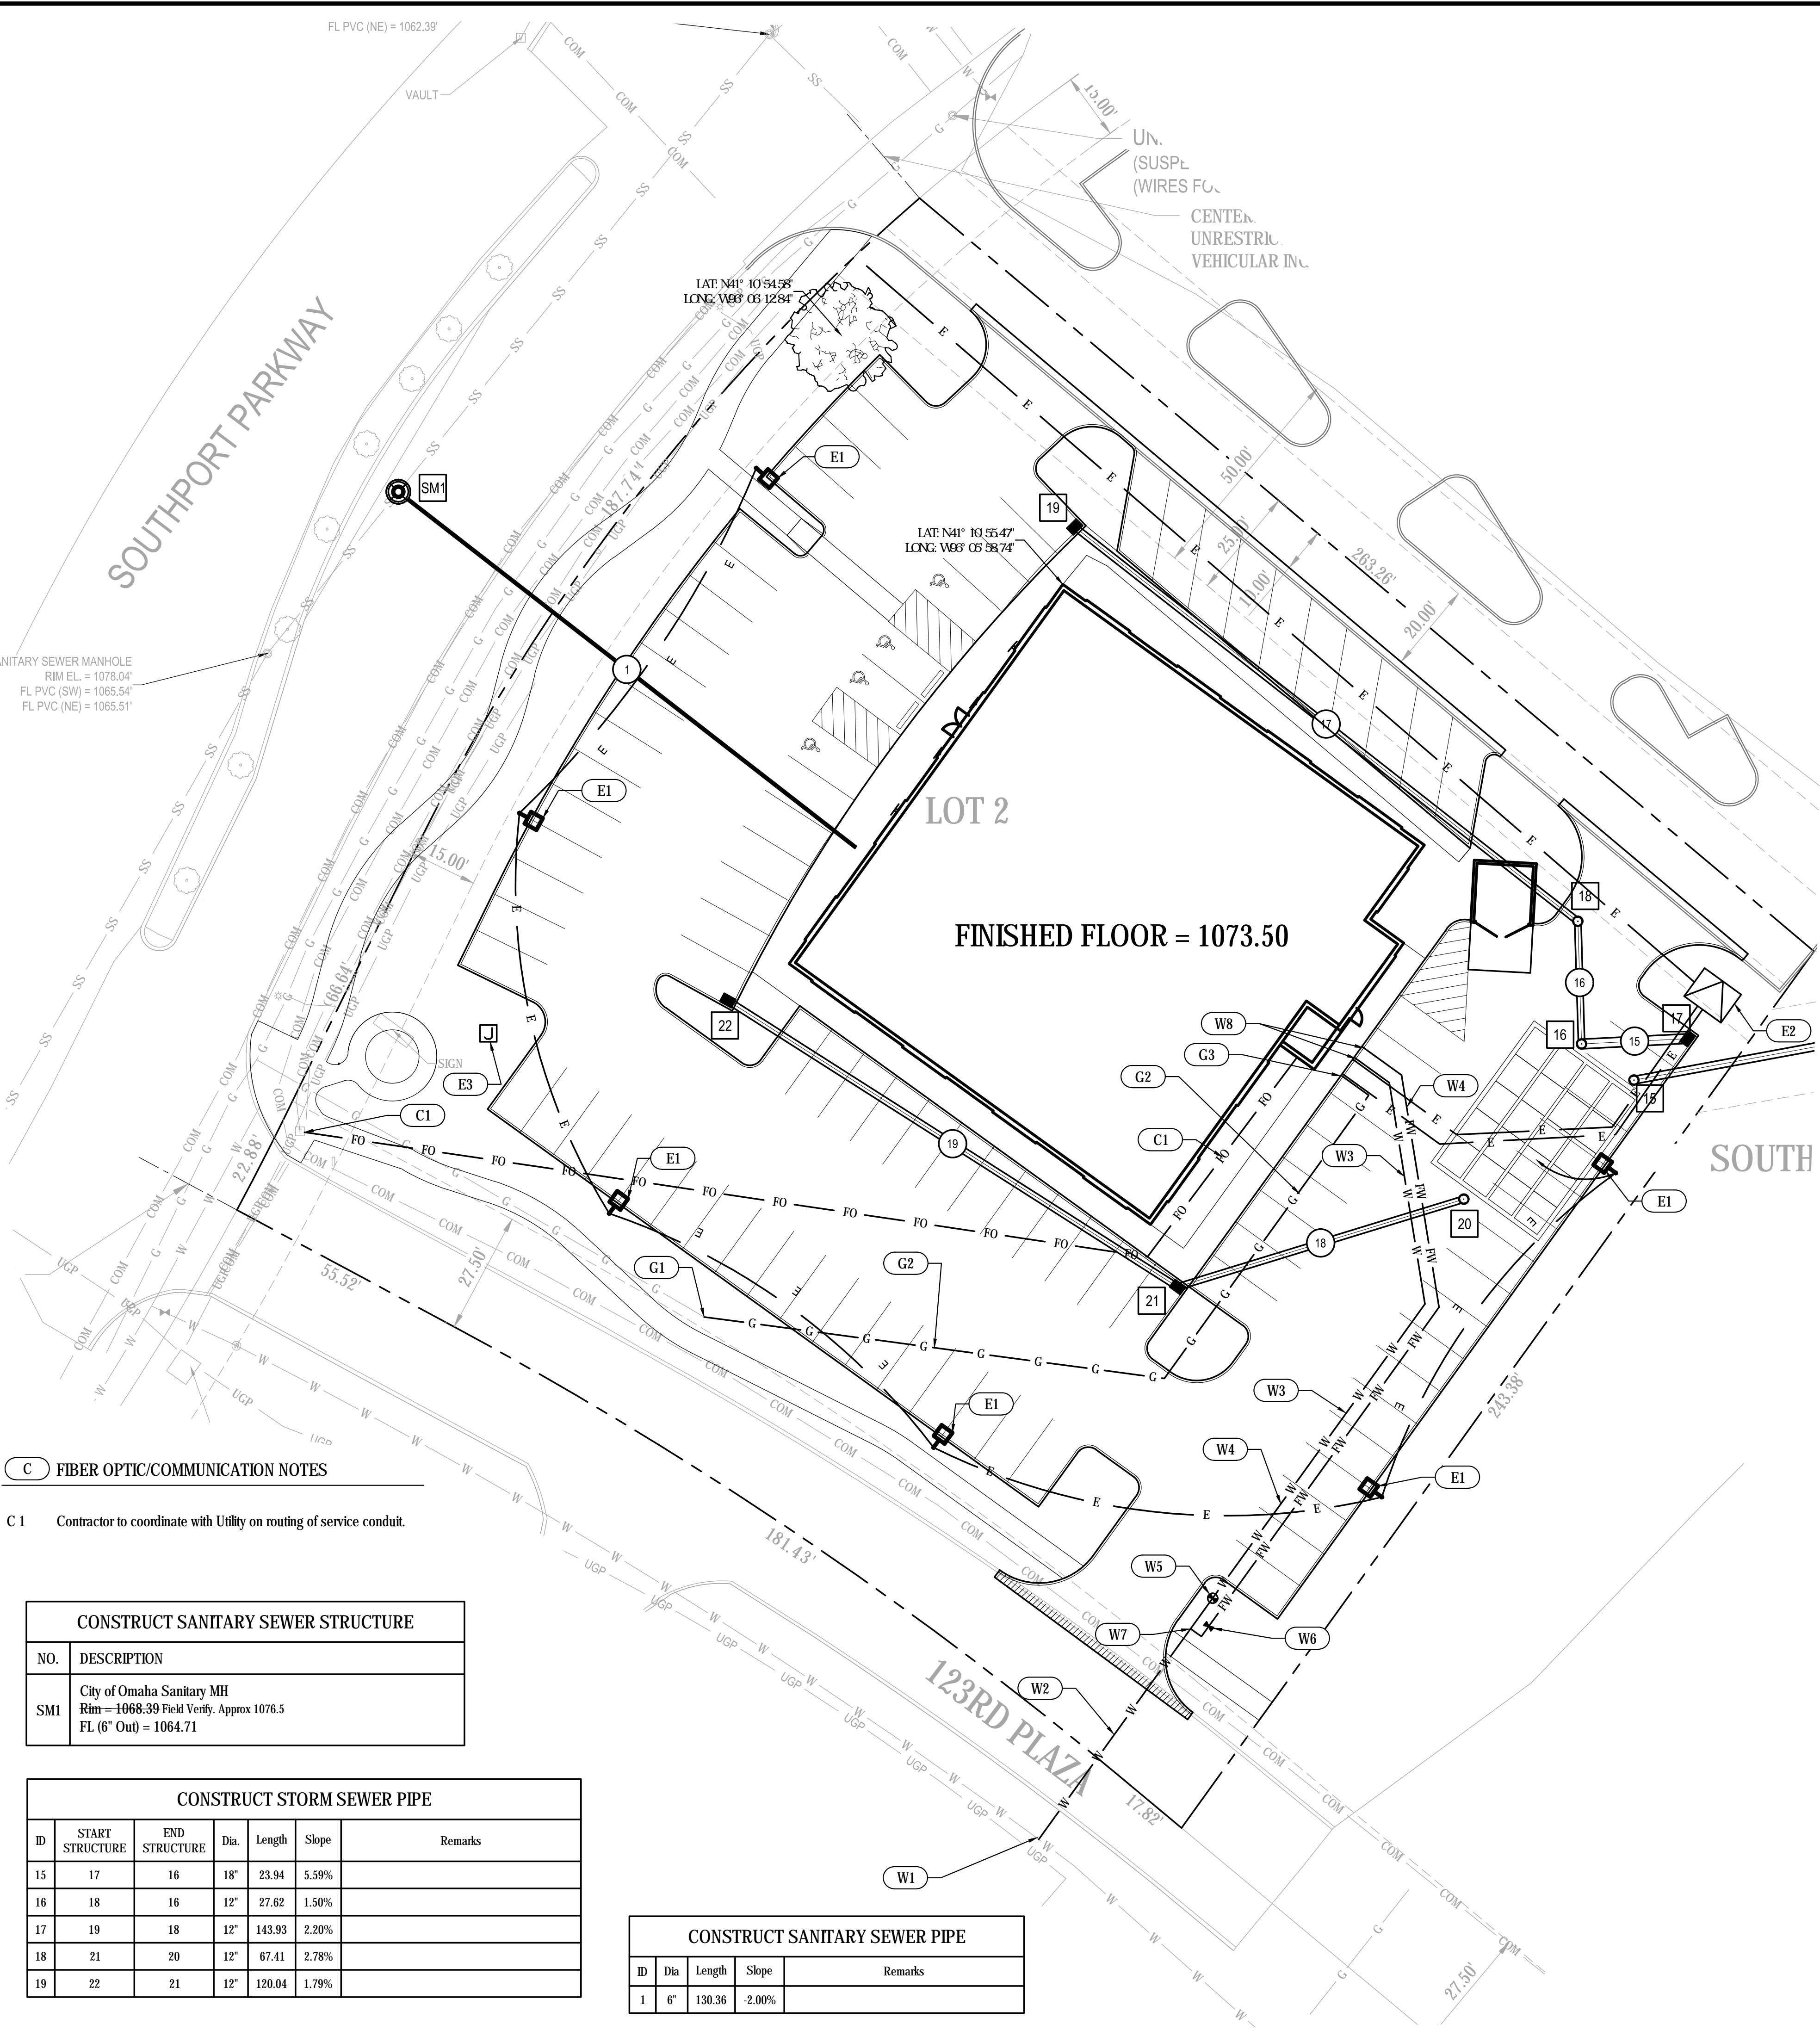 FL PVC (NE) = 1062.39'
VAULT
15.00'
(WIRES
CENTER
VEHICULAR
LAT: N41° 10' 54.58"
LONG: W96° 06' 12.84"
SOUTHPORT PARKWAY
E1
SM1
187.74'
19
LAT: N41° 10' 55.47"
LONG: W96° 05' 58.74"
50.00'
25.00'
10.00'
263.26'
20.00'
SANITARY SEWER MANHOLE
RIM EL. = 1078.04'
FL PVC (SW) = 1065.54'
FL PVC (NE) = 1065.51'
1
17
E1
LOT 2
15.00'
18
FINISHED FLOOR = 1073.50
16
22
W8
16
15
17
E2
J
SIGN
G3
E3
G2
W4
15
C1
19
C1
W3
E1
SOUTH
22.88'
E1
20
18
55.52'
27.50'
G1
G2
21
W3
243.38'
E1
W4
E1
181.43'
W5
W7
W6
W2
123RD PLAZA
17.82'
W1
27.50'
C FIBER OPTIC/COMMUNICATION NOTES
C 1 Contractor to coordinate with Utility on routing of service conduit.
CONSTRUCT SANITARY SEWER STRUCTURE
NO. DESCRIPTION
SM1 City of Omaha Sanitary MH
Rim = 1068.39 Field Verify. Approx 1076.5
FL (6" Out) = 1064.71
CONSTRUCT STORM SEWER PIPE
ID START STRUCTURE END STRUCTURE Dia. Length Slope Remarks
15 17 16 18" 23.94 5.59%
16 18 16 12" 27.62 1.50%
17 19 18 12" 143.93 2.20%
18 21 20 12" 67.41 2.78%
19 22 21 12" 120.04 1.79%
CONSTRUCT SANITARY SEWER PIPE
ID Dia Length Slope Remarks
1 6" 130.36 -2.00%